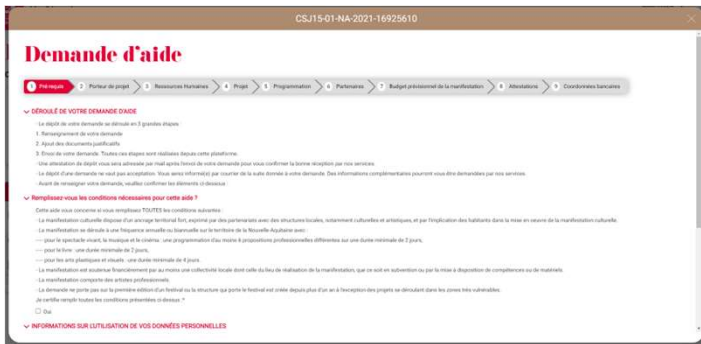 CSJ15-01-NA-2021-16925610
Demande d'aide
1 Pré-requis 2 Porteur de projet 3 Ressources Humaines 4 Projet 5 Programmation 6 Partenaires 7 Budget prévisionnel de la manifestation 8 Attestations 9 Coordonnées bancaires
DÉROULÉ DE VOTRE DEMANDE D'AIDE
- Le dépôt de votre demande se déroule en 3 grandes étapes
1. Renseignement de votre demande
2. Ajout des documents justificatifs
3. Envoi de votre demande. Toutes ces étapes sont réalisées depuis cette plateforme.
- Une attestation de dépôt vous sera adressée par mail après l'envoi de votre demande pour vous confirmer la bonne réception par nos services.
- Le dépôt d'une demande ne vaut pas acceptation. Vous serez informé(e) par courrier de la suite donnée à votre demande. Des informations complémentaires pourront vous être demandées par nos services.
- Avant de renseigner votre demande, veuillez confirmer les éléments ci-dessous :
Remplissez-vous les conditions nécessaires pour cette aide ?
Cette aide vous concerne si vous remplissez TOUTES les conditions suivantes :
- La manifestation culturelle dispose d'un ancrage territorial fort, exprimé par des partenariats avec des structures locales, notamment culturelles et artistiques, et par l'implication des habitants dans la mise en oeuvre de la manifestation culturelle.
- La manifestation se déroule à une fréquence annuelle ou biannuelle sur le territoire de la Nouvelle-Aquitaine avec :
--- pour le spectacle vivant, la musique et le cinéma : une programmation d'au moins 4 propositions professionnelles différentes sur une durée minimale de 2 jours,
--- pour le livre : une durée minimale de 2 jours,
--- pour les arts plastiques et visuels : une durée minimale de 4 jours.
- La manifestation est soutenue financièrement par au moins une collectivité locale dont celle du lieu de réalisation de la manifestation, que ce soit en subvention ou par la mise à disposition de compétences ou de matériels.
- La manifestation comporte des artistes professionnels.
- La demande ne porte pas sur la première édition d'un festival ou la structure qui porte le festival est créée depuis plus d'un an à l'exception des projets se déroulant dans les zones très vulnérables.
Je certifie remplir toutes les conditions présentées ci-dessus. *
Oui
INFORMATIONS SUR L'UTILISATION DE VOS DONNÉES PERSONNELLES